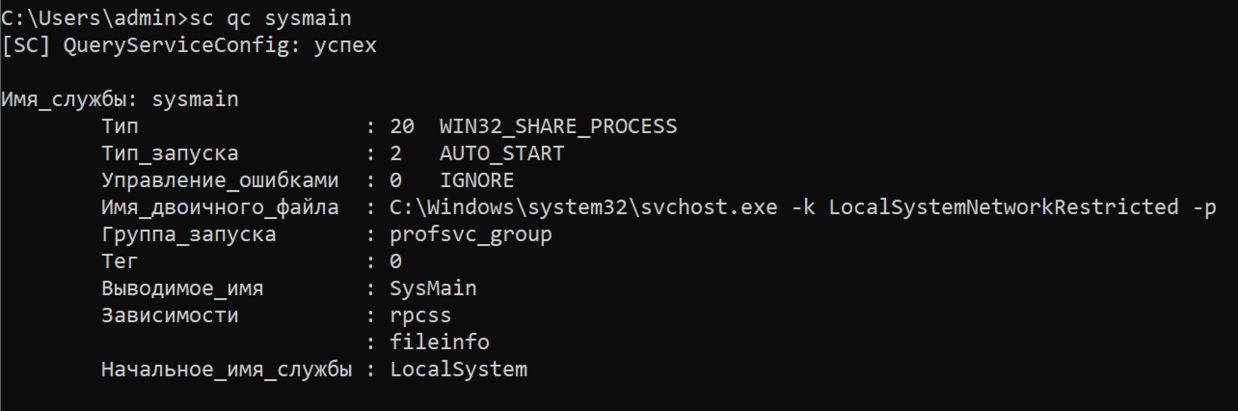 C:\Users\admin>sc qc sysmain
[SC] QueryServiceConfig: успех
Имя_службы: sysmain
Тип : 20 WIN32_SHARE_PROCESS
Тип_запуска : 2 AUTO_START
Управление_ошибками : 0 IGNORE
Имя_двоичного_файла : C:\Windows\system32\svchost.exe -k LocalSystemNetworkRestricted -p
Группа_запуска : profsvc_group
Тег : 0
Выводимое_имя : SysMain
Зависимости : rpcss
: fileinfo
Начальное_имя_службы : LocalSystem